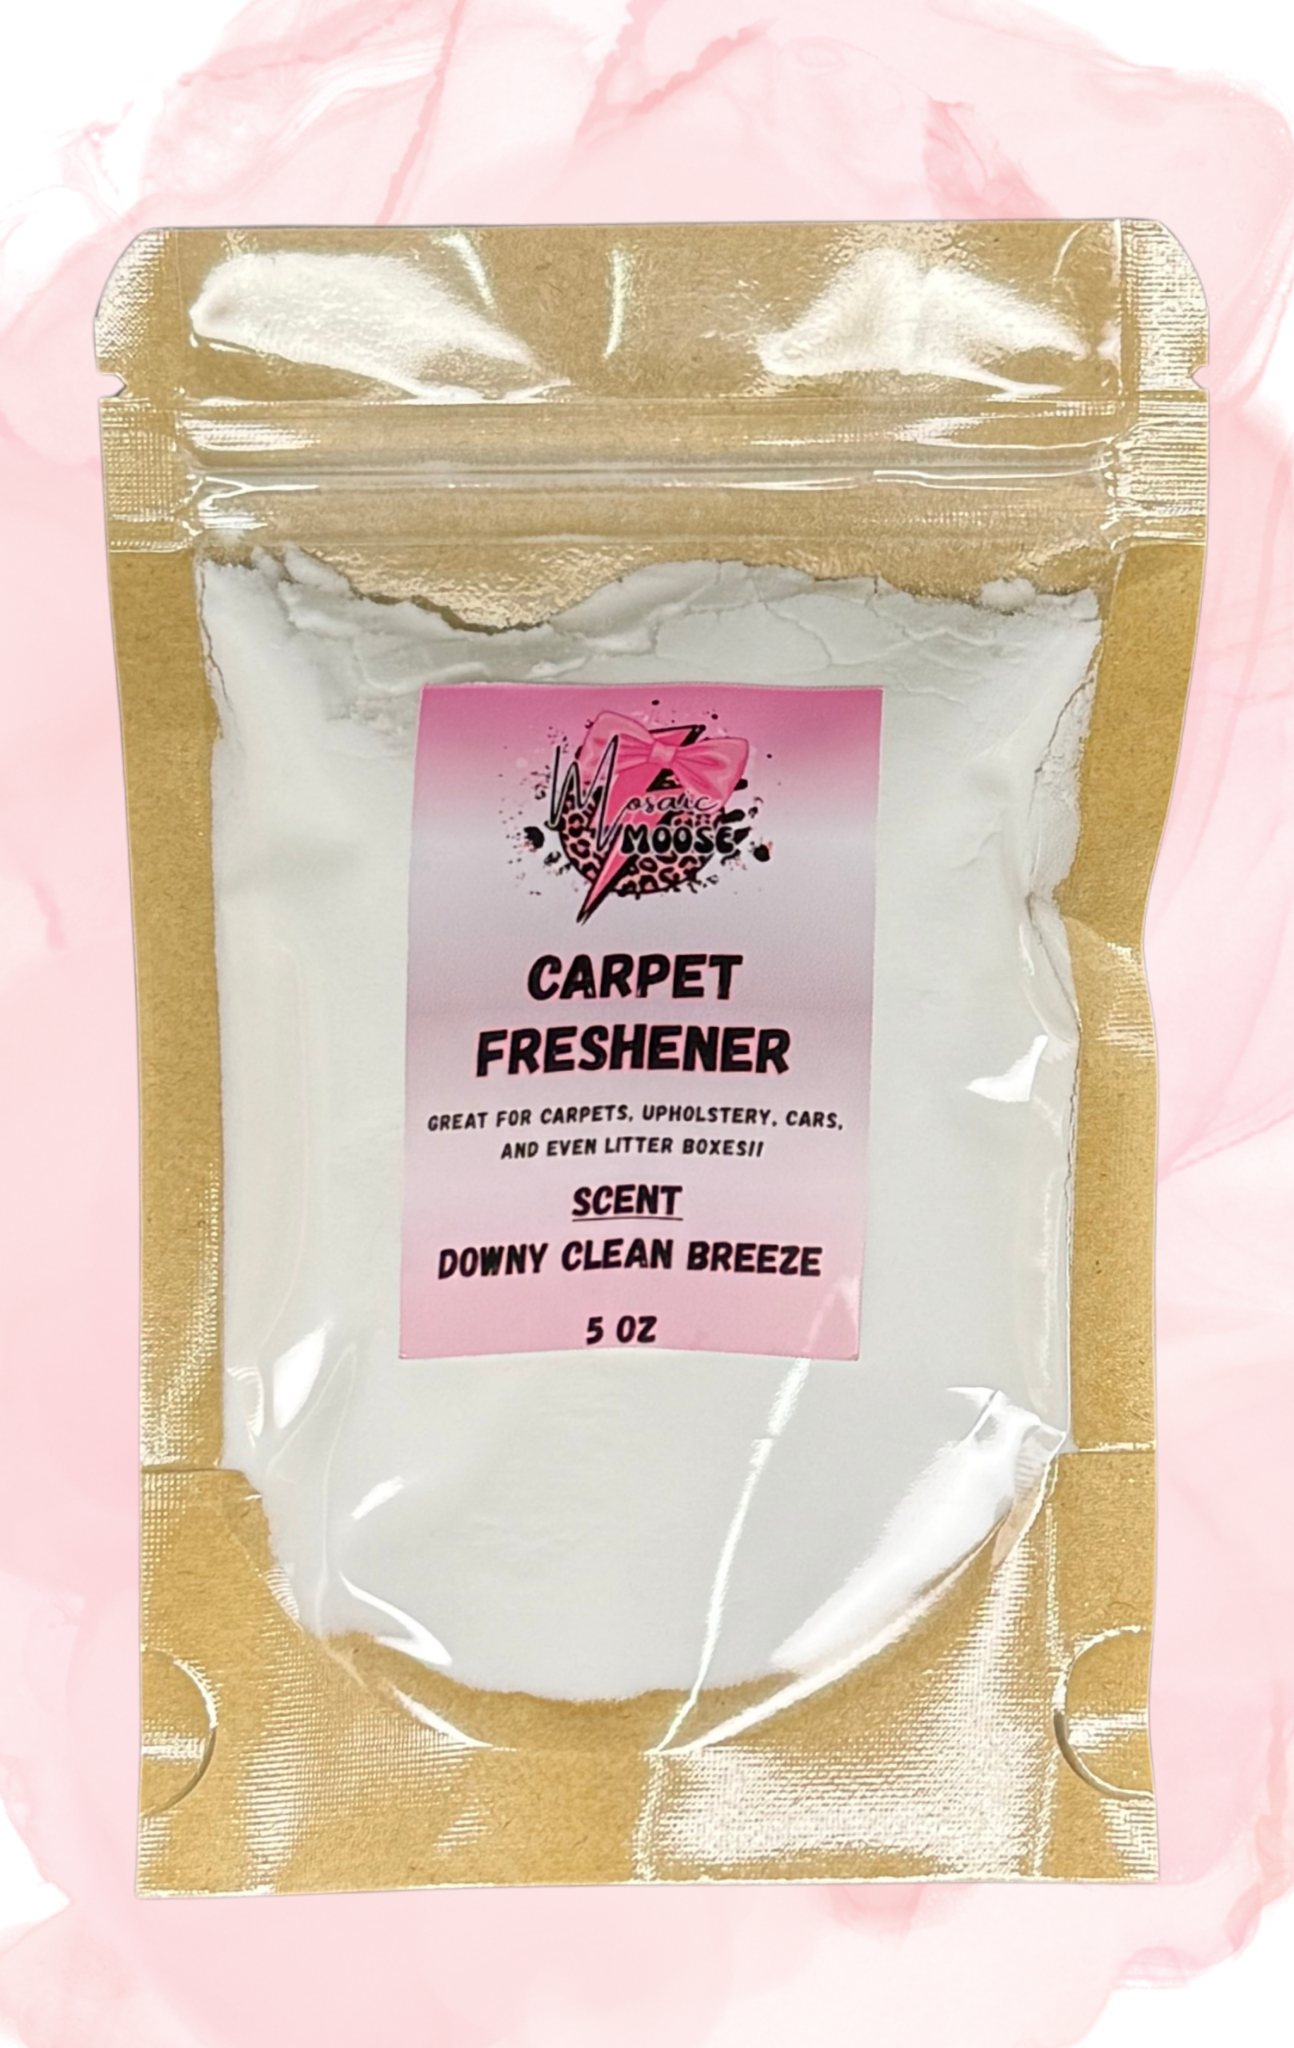 Mosaic
MOOSE
CARPET
FRESHENER
GREAT FOR CARPETS, UPHOLSTERY, CARS,
AND EVEN LITTER BOXES!!
SCENT
DOWNY CLEAN BREEZE
5 OZ